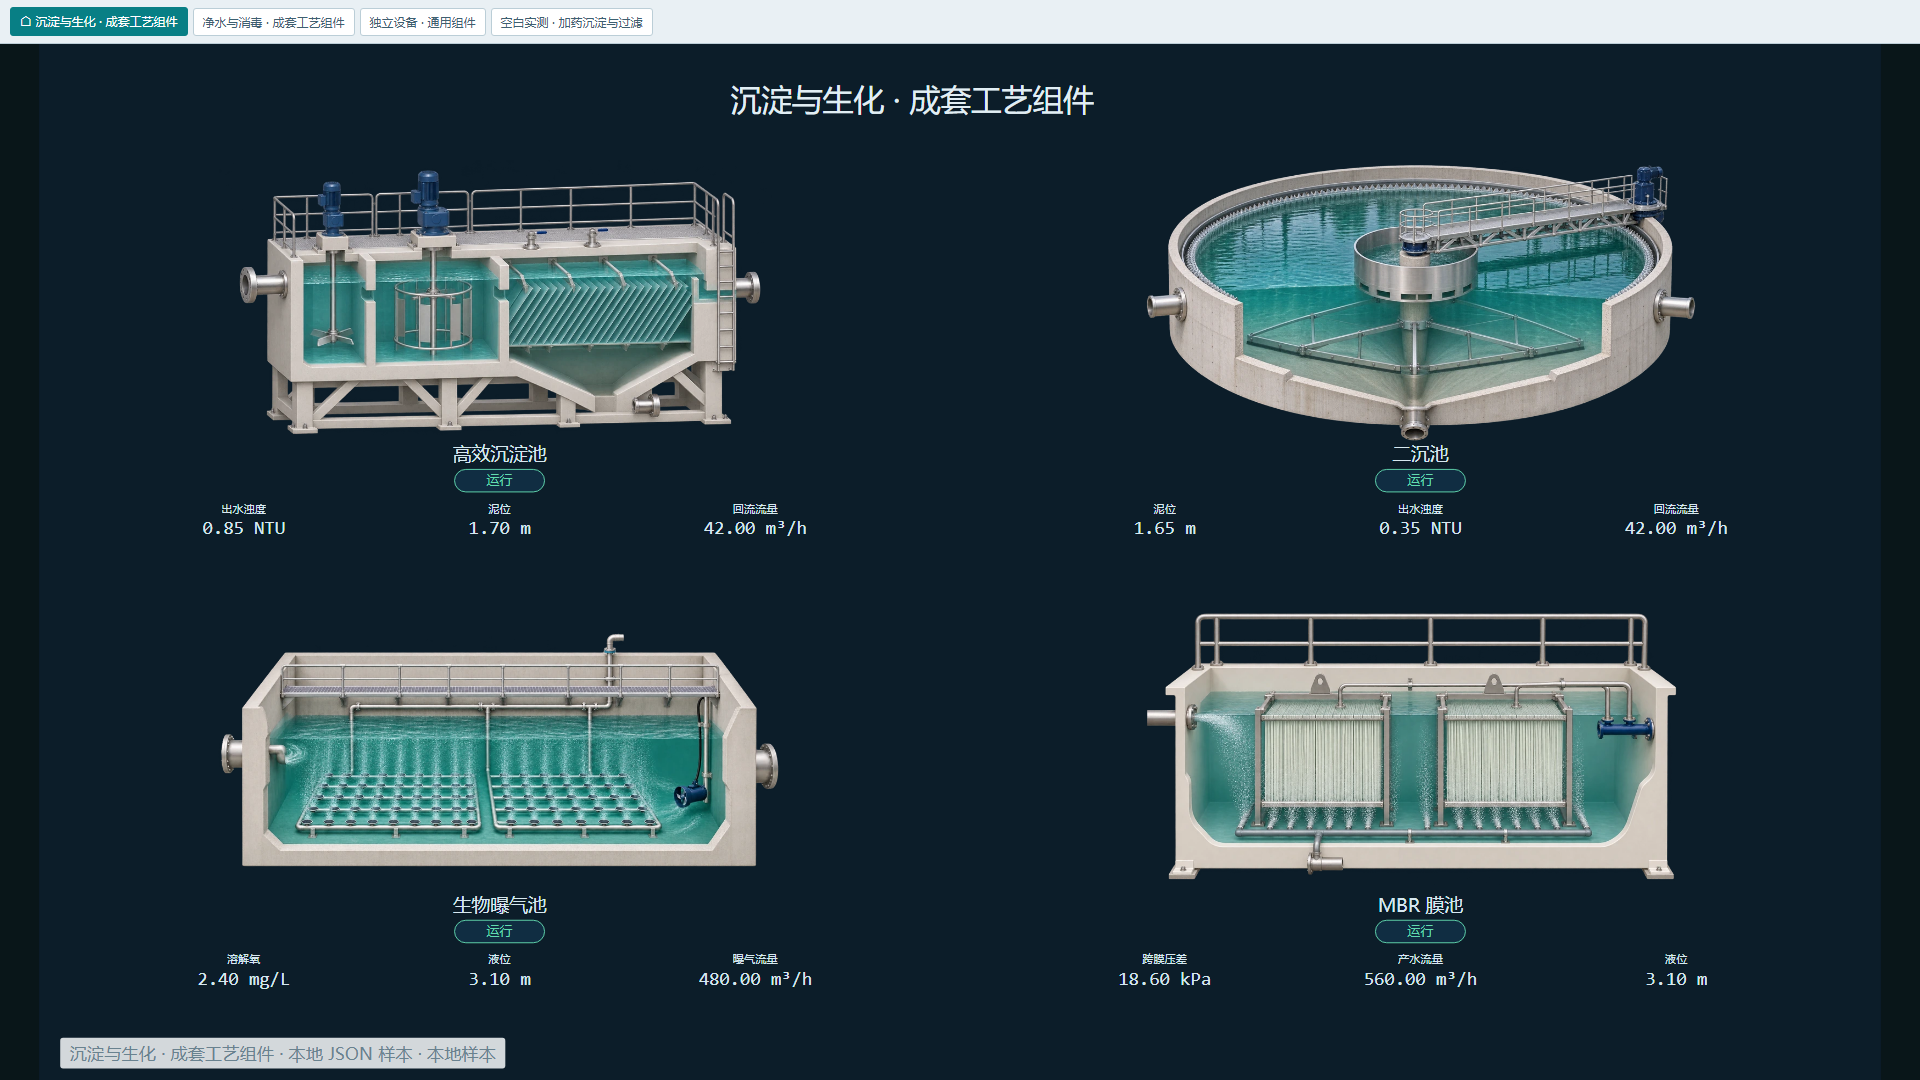 沉淀与生化 · 成套工艺组件
净水与消毒 · 成套工艺组件
独立设备 · 通用组件
空白实测 · 加药沉淀与过滤
沉淀与生化 · 成套工艺组件
高效沉淀池
运行
出水浊度
0.85 NTU
泥位
1.70 m
回流流量
42.00 m³/h
二沉池
运行
泥位
1.65 m
出水浊度
0.35 NTU
回流流量
42.00 m³/h
生物曝气池
运行
溶解氧
2.40 mg/L
液位
3.10 m
曝气流量
480.00 m³/h
MBR 膜池
运行
跨膜压差
18.60 kPa
产水流量
560.00 m³/h
液位
3.10 m
沉淀与生化 · 成套工艺组件 · 本地 JSON 样本 · 本地样本